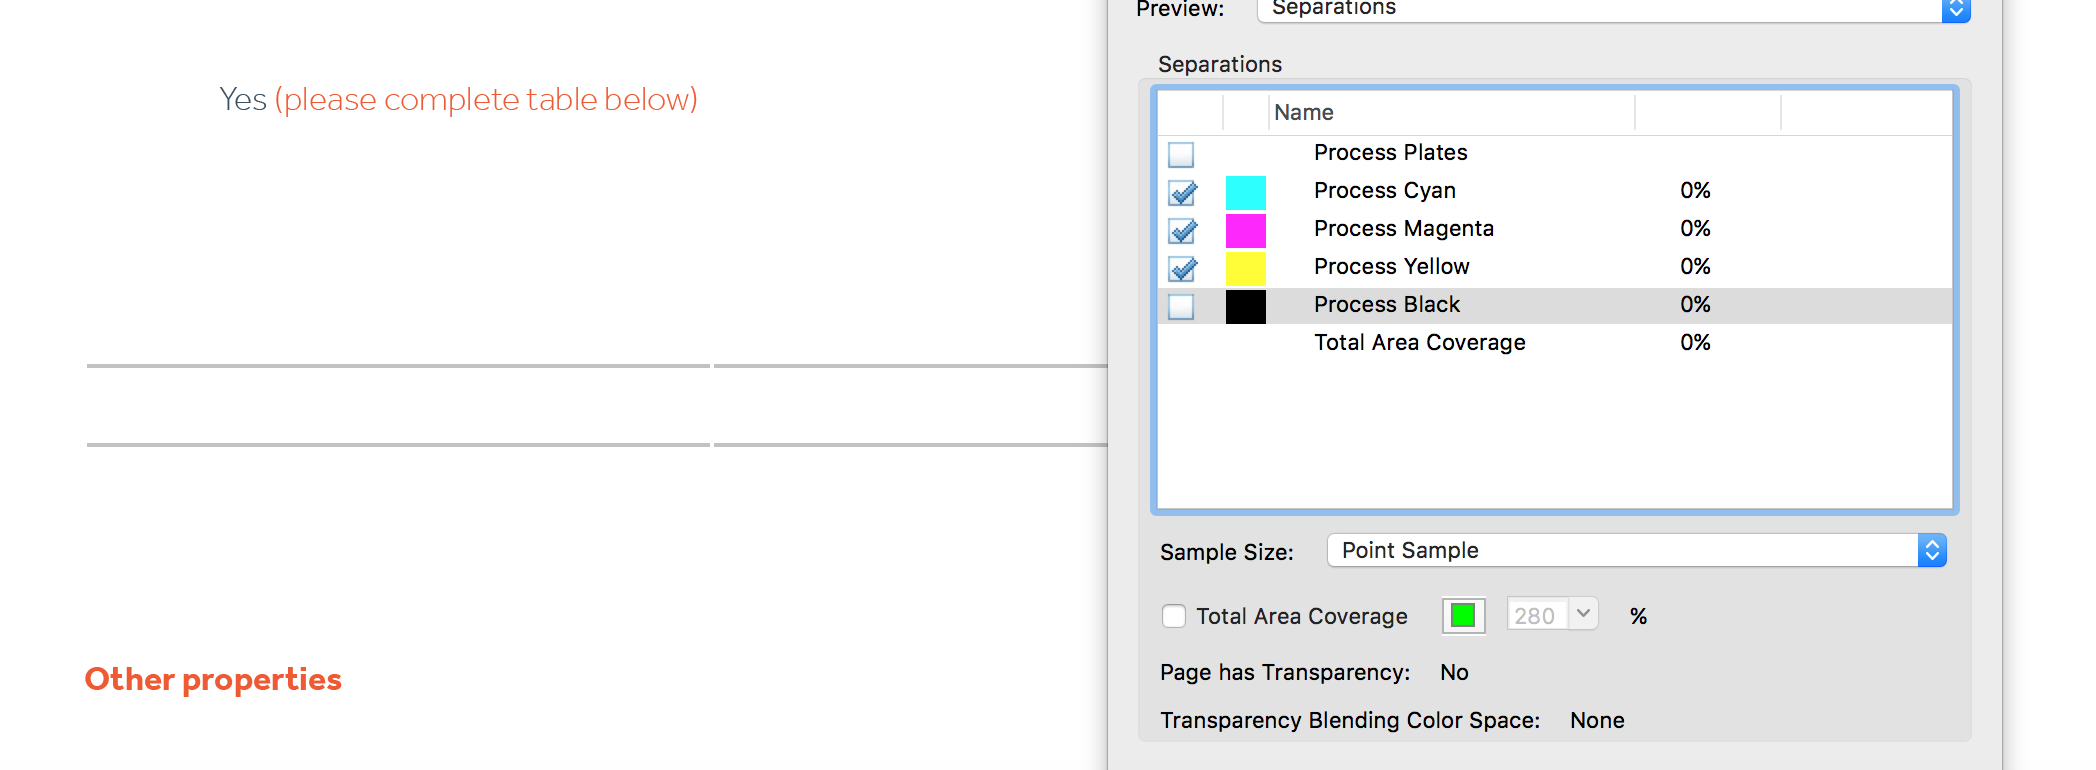 Preview: Separations
Separations
Yes (please complete table below)
Name
Process Plates
Process Cyan 0%
Process Magenta 0%
Process Yellow 0%
Process Black 0%
Total Area Coverage 0%
Sample Size: Point Sample
Total Area Coverage 280 %
Page has Transparency: No
Other properties
Transparency Blending Color Space: None